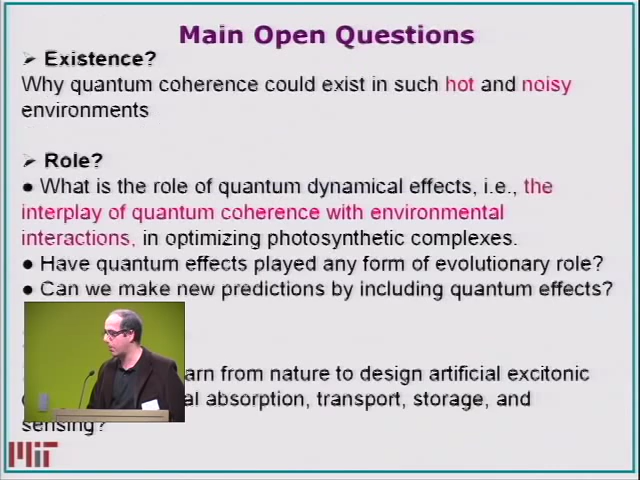 Main Open Questions
➢ Existence?
Why quantum coherence could exist in such hot and noisy
environments
➢ Role?
● What is the role of quantum dynamical effects, i.e., the
interplay of quantum coherence with environmental
interactions, in optimizing photosynthetic complexes.
● Have quantum effects played any form of evolutionary role?
● Can we make new predictions by including quantum effects?
from nature to design artificial excitonic
absorption, transport, storage, and
sensing?
MIT